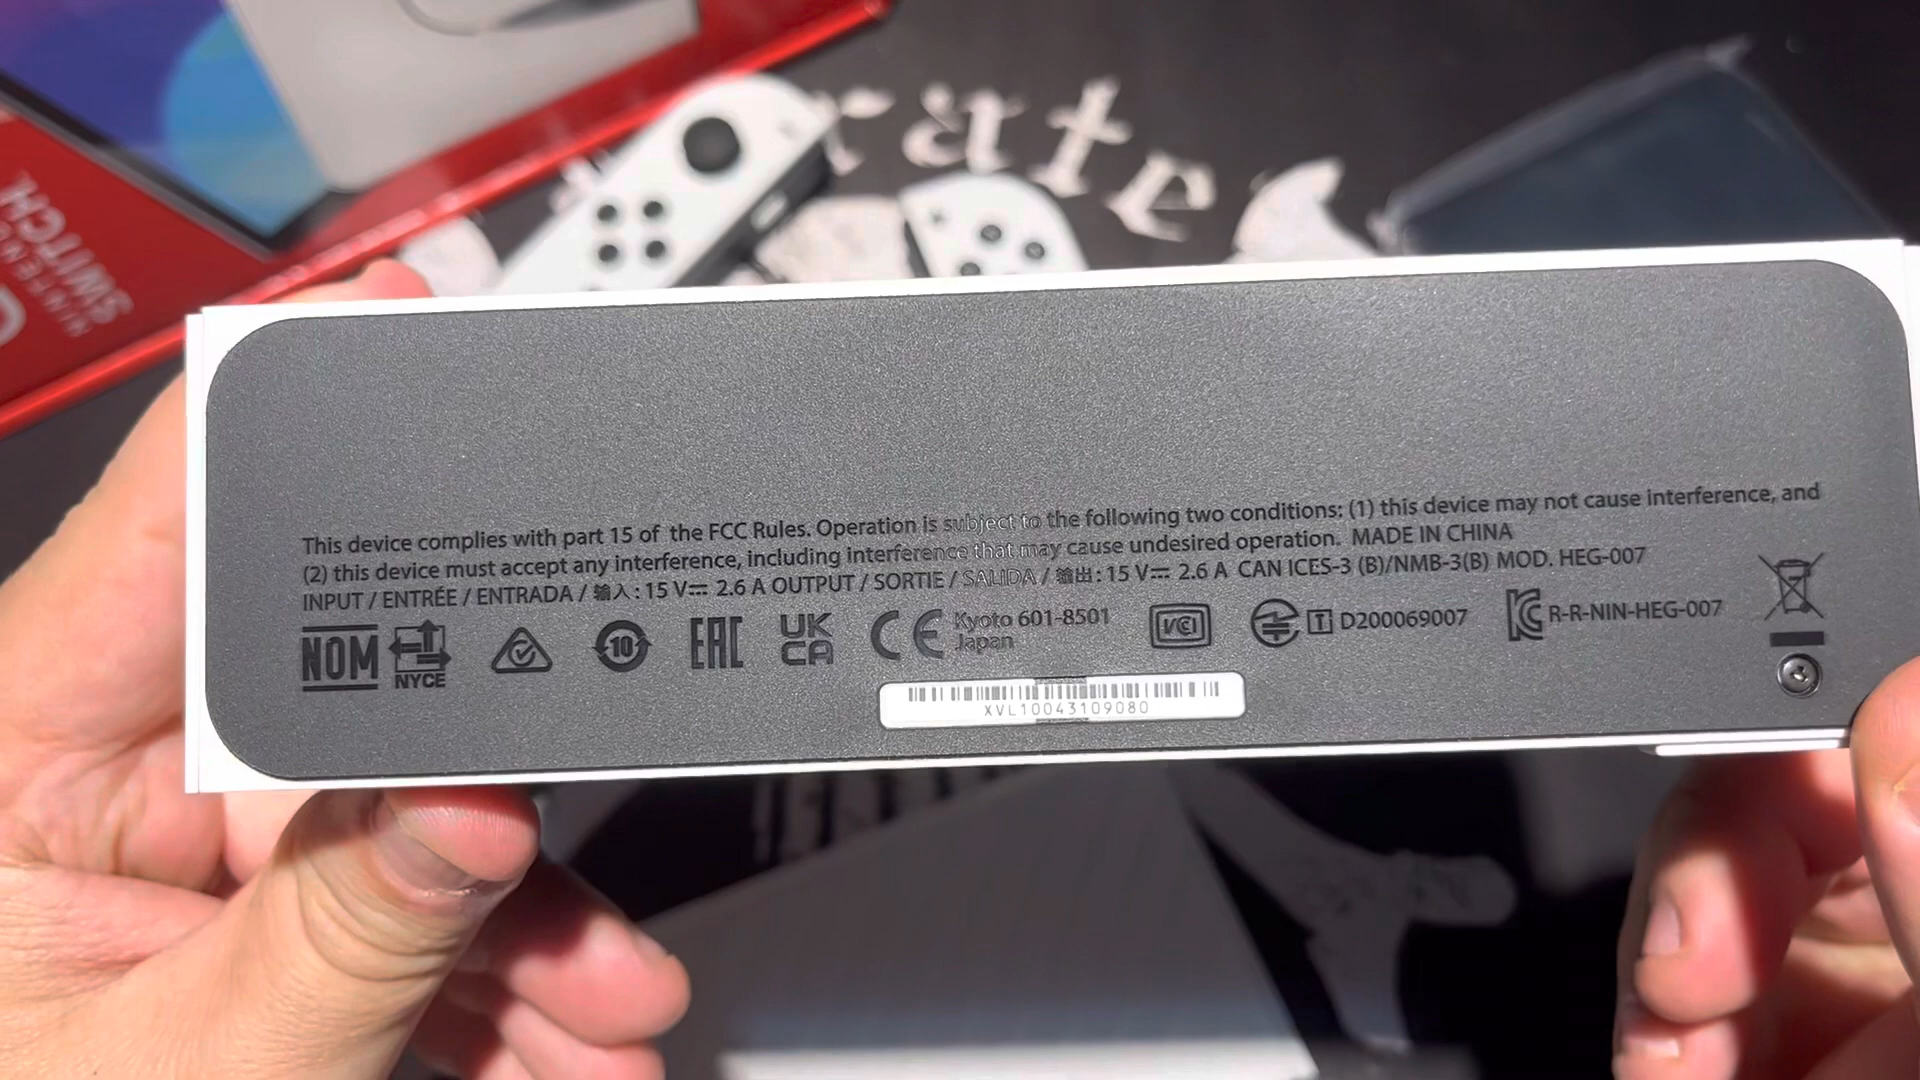 rate
NINTENDO
SWITCH
This device complies with part 15 of the FCC Rules. Operation is subject to the following two conditions: (1) this device may not cause interference, and
(2) this device must accept any interference, including interference that may cause undesired operation. MADE IN CHINA
INPUT / ENTRÉE / ENTRADA / 输入: 15 V⎓ 2.6 A OUTPUT / SORTIE / SALIDA / 输出: 15 V⎓ 2.6 A CAN ICES-3 (B)/NMB-3(B) MOD. HEG-007
NOM
NYCE
10
EAC
UK
CA
CE
Kyoto 601-8501
Japan
VCI
T D200069007
R-R-NIN-HEG-007
XVL10043109080